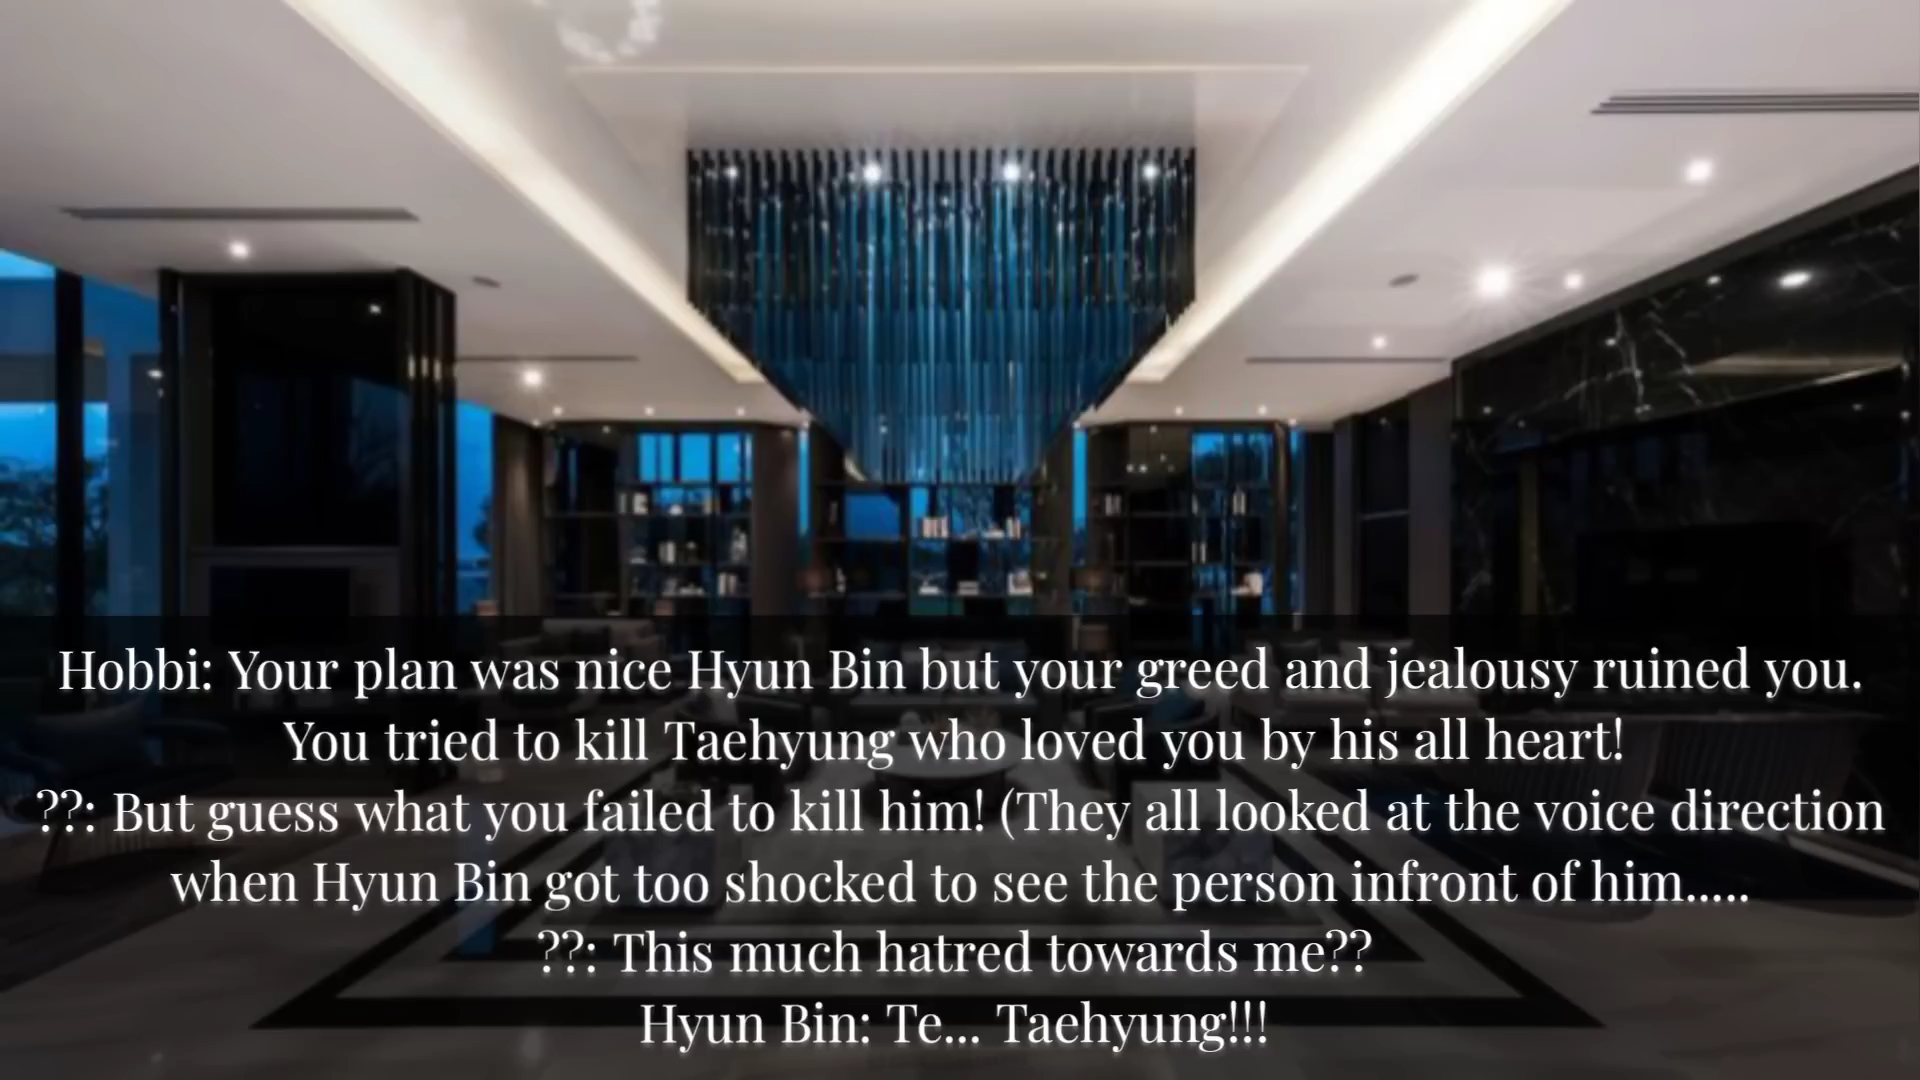 Hobbi: Your plan was nice Hyun Bin but your greed and jealousy ruined you.
You tried to kill Taehyung who loved you by his all heart!
??: But guess what you failed to kill him! (They all looked at the voice direction
when Hyun Bin got too shocked to see the person infront of him.....
??: This much hatred towards me??
Hyun Bin: Te... Taehyung!!!